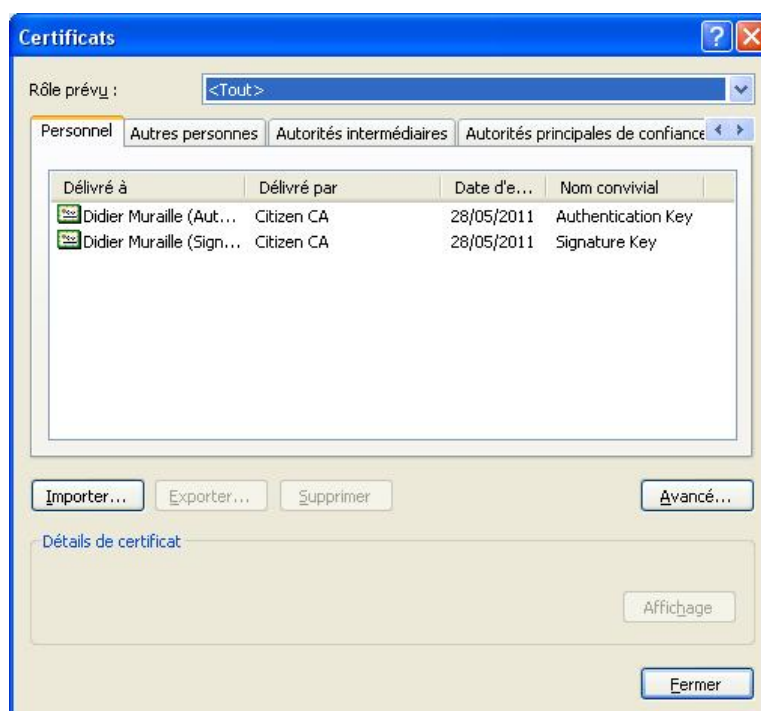 Certificats
Rôle prévu : <Tout>
Personnel Autres personnes Autorités intermédiaires Autorités principales de confiance
Délivré à Délivré par Date d'e... Nom convivial
Didier Muraille (Aut... Citizen CA 28/05/2011 Authentication Key
Didier Muraille (Sign... Citizen CA 28/05/2011 Signature Key
Importer... Exporter... Supprimer Avancé...
Détails de certificat
Affichage
Fermer